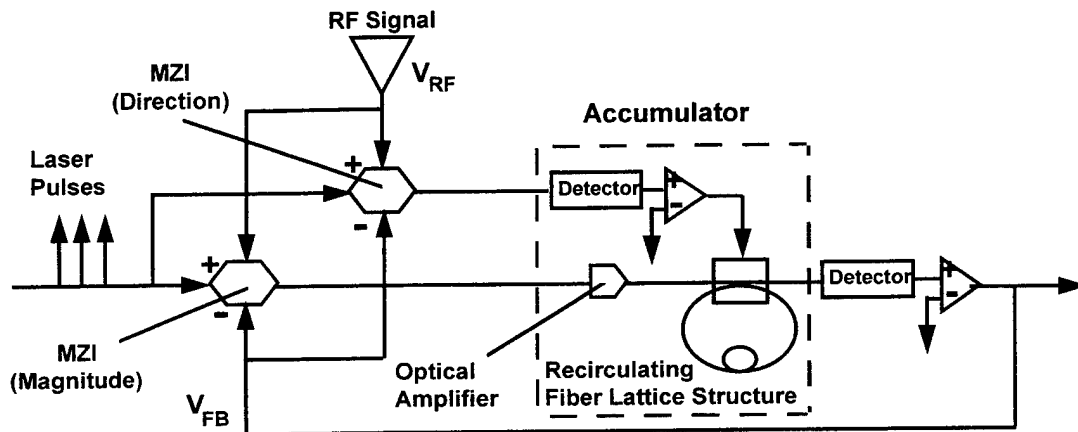 RF Signal
V_RF
MZI
(Direction)
Accumulator
Laser
Pulses
+
-
Detector
+
-
+
-
Detector
+
-
MZI
(Magnitude)
Optical
Amplifier
Recirculating
Fiber Lattice Structure
V_FB